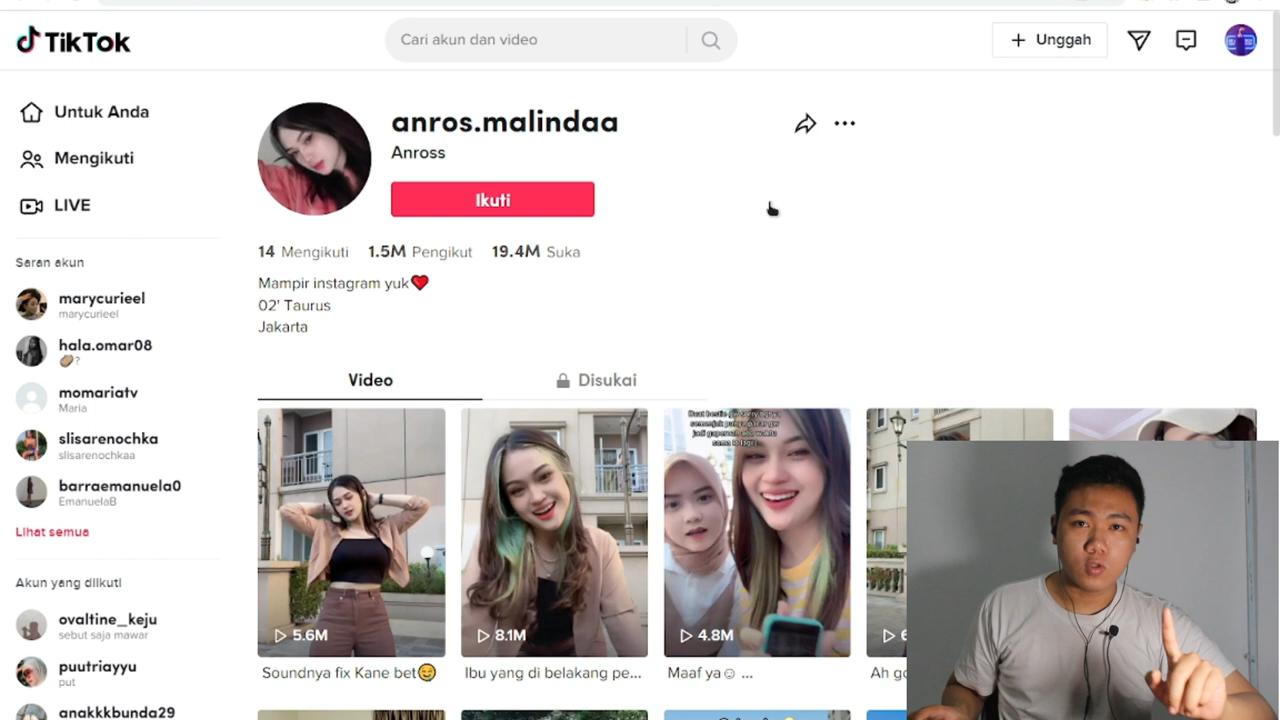 TikTok
Cari akun dan video
Unggah
Untuk Anda
Mengikuti
LIVE
Saran akun
marycurieel
marycurieel
hala.omar08
?
momariatv
Maria
slisarenochka
slisarenochkaa
barraemanuela0
EmanuelaB
Lihat semua
Akun yang diikuti
ovaltine_keju
sebut saja mawar
puutriayyu
put
anakkkbunda29
anros.malindaa
Anross
Ikuti
14 Mengikuti 1.5M Pengikut 19.4M Suka
Mampir instagram yuk❤️
02' Taurus
Jakarta
Video
Disukai
5.6M
8.1M
4.8M
Soundnya fix Kane bet😏
Ibu yang di belakang pe...
Maaf ya☺ ...